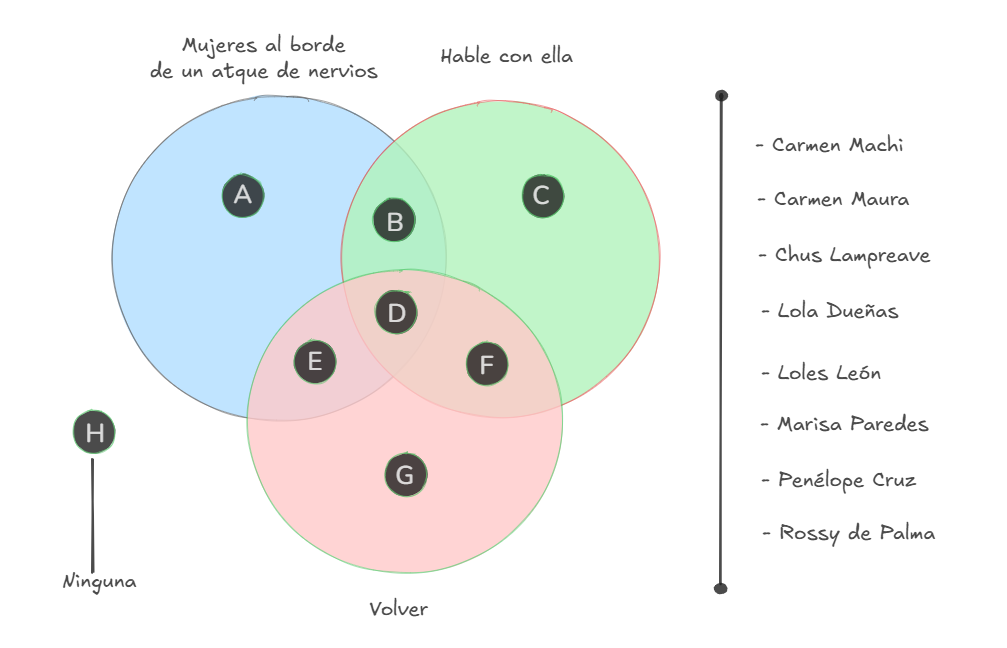 Mujeres al borde
de un atque de nervios
Hable con ella
A
B
C
D
E
F
G
H
Ninguna
Volver
- Carmen Machi
- Carmen Maura
- Chus Lampreave
- Lola Dueñas
- Loles León
- Marisa Paredes
- Penélope Cruz
- Rossy de Palma